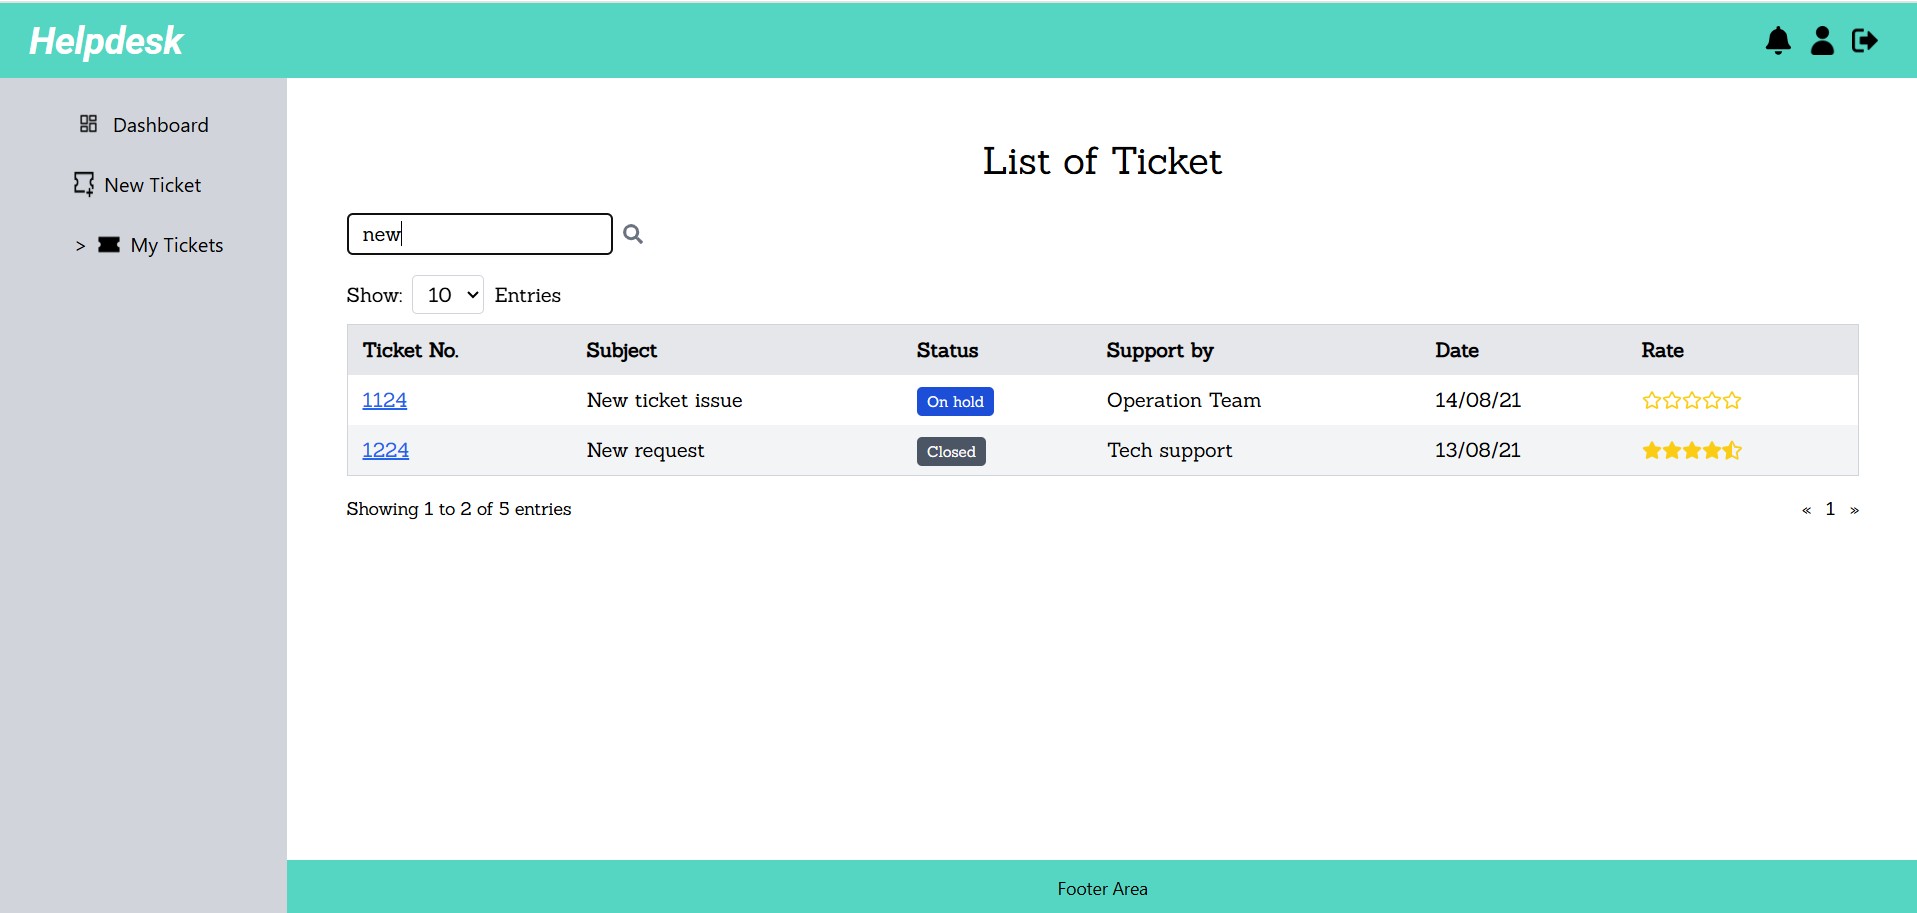 Helpdesk
Dashboard
New Ticket
> My Tickets
List of Ticket
new
Show: 10 Entries
Ticket No. Subject Status Support by Date Rate
1124 New ticket issue On hold Operation Team 14/08/21
1224 New request Closed Tech support 13/08/21
Showing 1 to 2 of 5 entries « 1 »
Footer Area